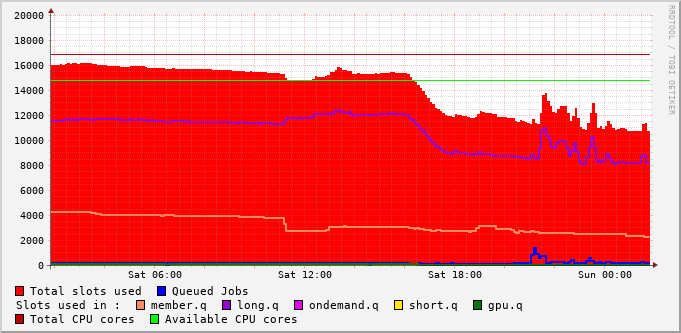 20000
18000
16000
14000
12000
10000
8000
6000
4000
2000
0
Sat 06:00 Sat 12:00 Sat 18:00 Sun 00:00
RRDTOOL / TOBI OETIKER
Total slots used Queued Jobs
Slots used in : member.q long.q ondemand.q short.q gpu.q
Total CPU cores Available CPU cores